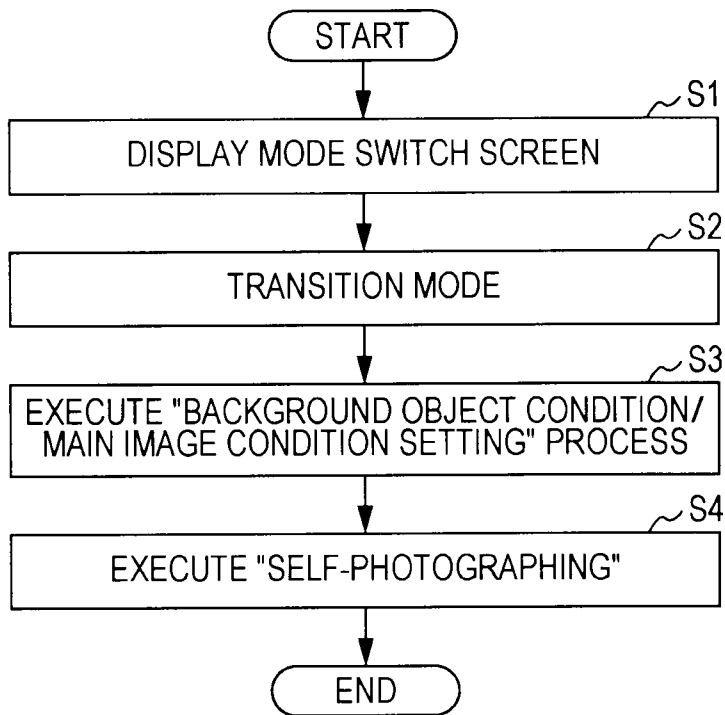 START
S1
DISPLAY MODE SWITCH SCREEN
S2
TRANSITION MODE
S3
EXECUTE "BACKGROUND OBJECT CONDITION/
MAIN IMAGE CONDITION SETTING" PROCESS
S4
EXECUTE "SELF-PHOTOGRAPHING"
END